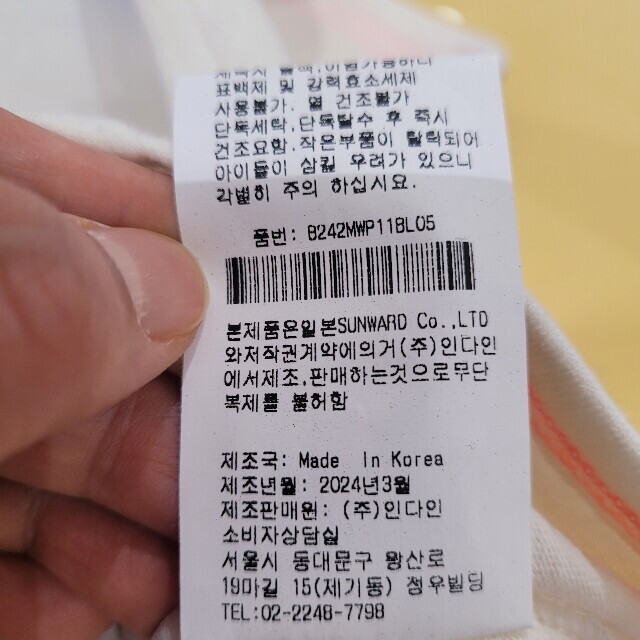 표백제 및 강력효소세제
사용불가. 열 건조불가
단독세탁.단독탈수 후 즉시
건조요함.작은부품이 탈락되어
아이들이 삼킬 우려가 있으니
각별히 주의 하십시요.
품번: B242MWP11BL05
본제품은일본SUNWARD Co.,LTD
와저작권계약에의거(주)인다인
에서제조.판매하는것으로무단
복제를 불허함
제조국: Made In Korea
제조년월: 2024년3월
제조판매원: (주)인다인
소비자상담실
서울시 동대문구 왕산로
19마길 15(제기동) 정우빌딩
TEL:02-2248-7798